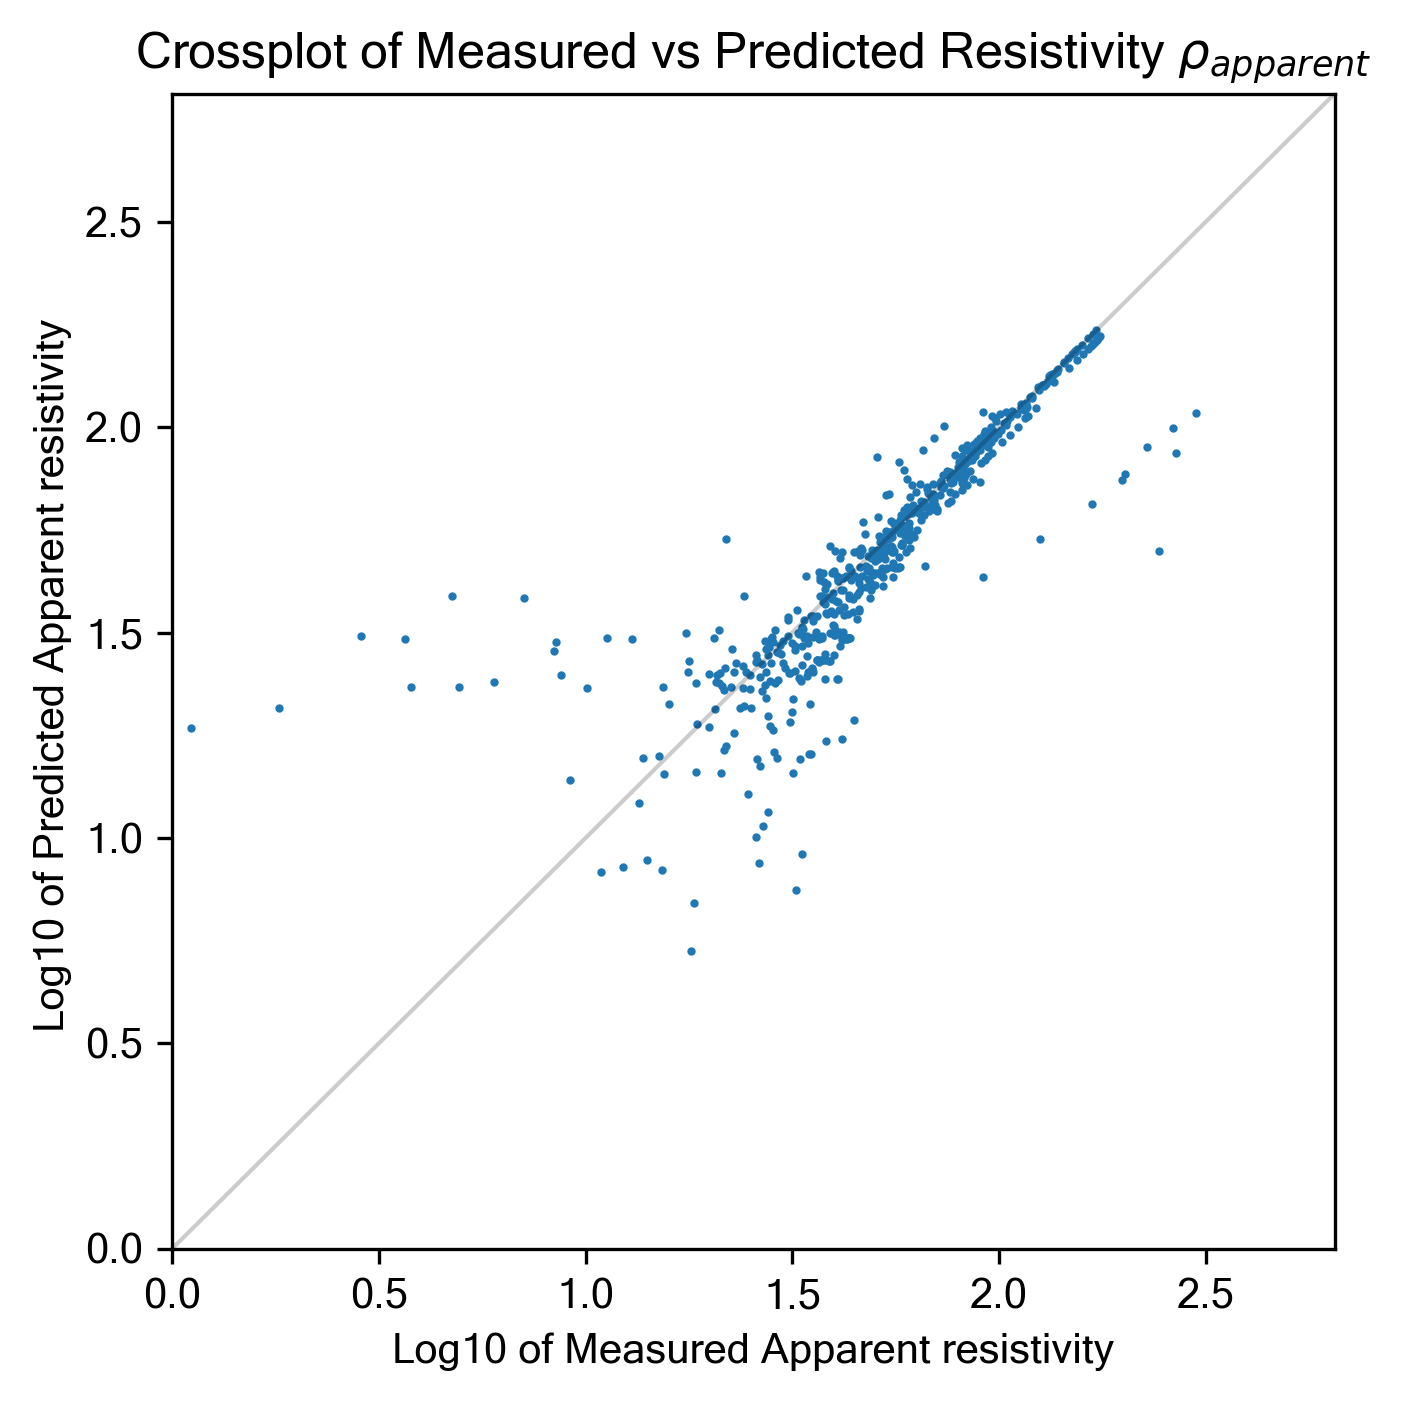 Crossplot of Measured vs Predicted Resistivity ρapparent
2.5
2.0
1.5
1.0
0.5
0.0
Log10 of Predicted Apparent resistivity
0.0 0.5 1.0 1.5 2.0 2.5
Log10 of Measured Apparent resistivity